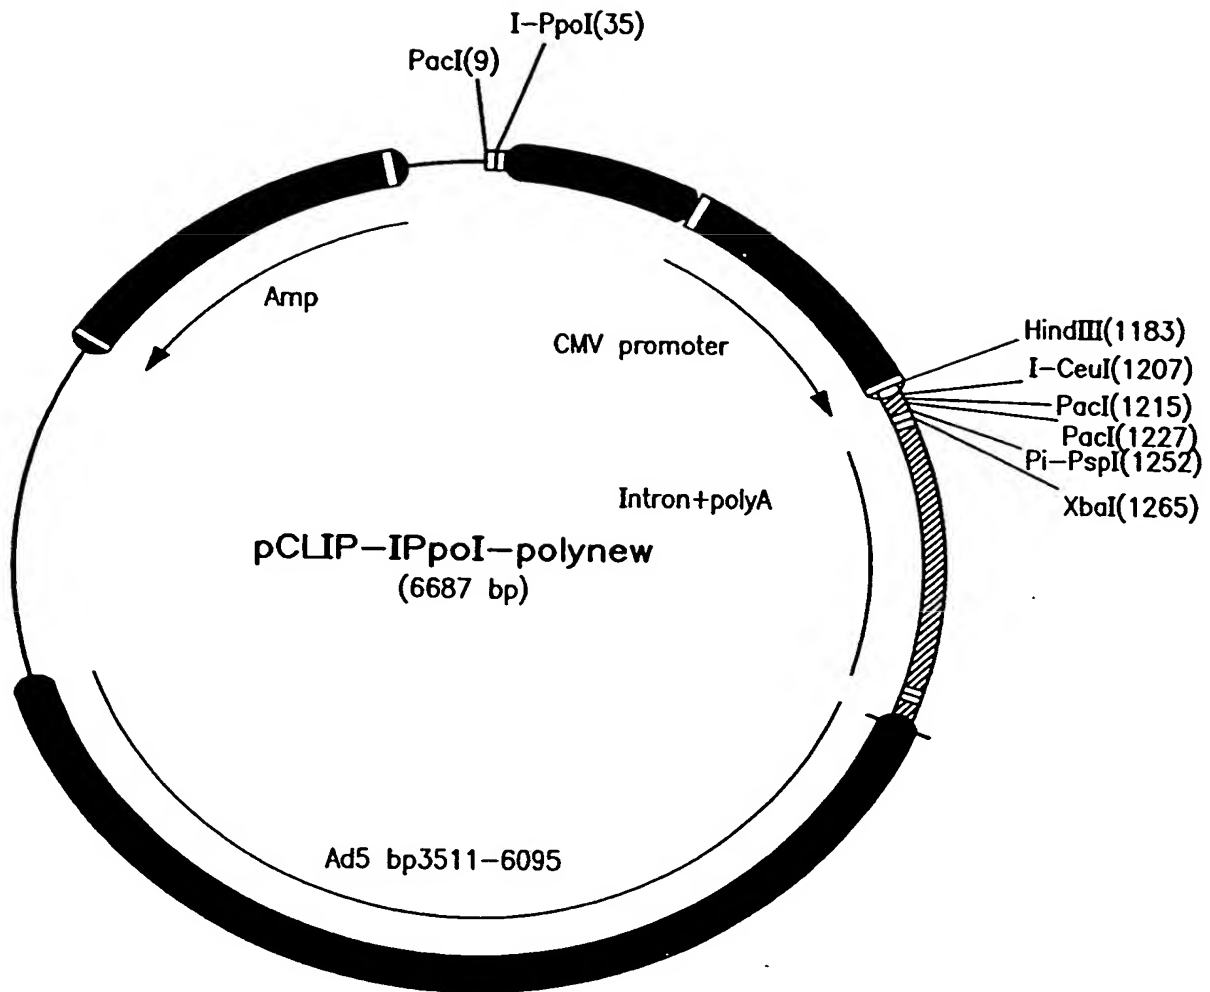 I-PpoI(35)
PacI(9)
Amp
CMV promoter
HindIII(1183)
I-CeuI(1207)
PacI(1215)
PacI(1227)
Pi-PspI(1252)
XbaI(1265)
Intron+polyA
pCLIP-IPpoI-polynew
(6687 bp)
Ad5 bp3511-6095